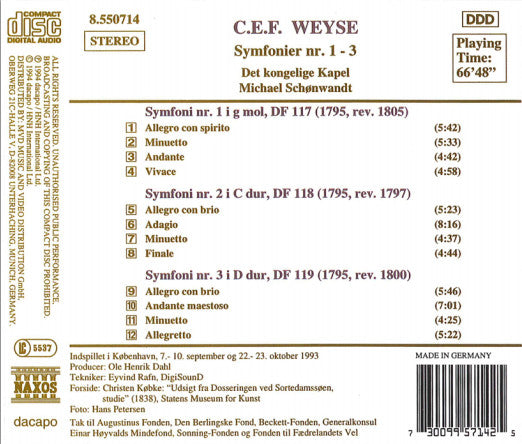 COMPACT
disc
DIGITAL AUDIO
8.550714
STEREO
C.E.F. WEYSE
Symfonier nr. 1 - 3
Det kongelige Kapel
Michael Schønwandt
DDD
Playing
Time:
66'48"
Symfoni nr. 1 i g mol, DF 117 (1795, rev. 1805)
1 Allegro con spirito (5:42)
2 Minuetto (5:33)
3 Andante (4:42)
4 Vivace (4:58)
Symfoni nr. 2 i C dur, DF 118 (1795, rev. 1797)
5 Allegro con brio (5:23)
6 Adagio (8:16)
7 Minuetto (4:37)
8 Finale (4:44)
Symfoni nr. 3 i D dur, DF 119 (1795, rev. 1800)
9 Allegro con brio (5:46)
10 Andante maestoso (7:01)
11 Minuetto (4:25)
12 Allegretto (5:22)
ALL RIGHTS RESERVED. UNAUTHORISED PUBLIC PERFORMANCE,
BROADCASTING AND COPYING OF THIS COMPACT DISC PROHIBITED.
℗ 1994 dacapo / HNH International Ltd.
© 1994 dacapo / HNH International Ltd.
DISTRIBUTED BY: MVD MUSIC AND VIDEO DISTRIBUTION GmbH,
OBERWEG 21C-HALLE V, D-82008 UNTERHACHING, MUNICH, GERMANY.
LC 5537
NAXOS
dacapo
Indspillet i København, 7.- 10. september og 22.- 23. oktober 1993
Producer: Ole Henrik Dahl
Tekniker: Eyvind Rafn, DigiSounD
Forside: Christen Købke: "Udsigt fra Dosseringen ved Sortedamssøen,
studie" (1838), Statens Museum for Kunst
Foto: Hans Petersen
Tak til Augustinus Fonden, Den Berlingske Fond, Beckett-Fonden, Generalkonsul
Einar Høyvalds Mindefond, Sonning-Fonden og Fonden til Fædrelandets Vel
MADE IN GERMANY
7 30099 57142 5